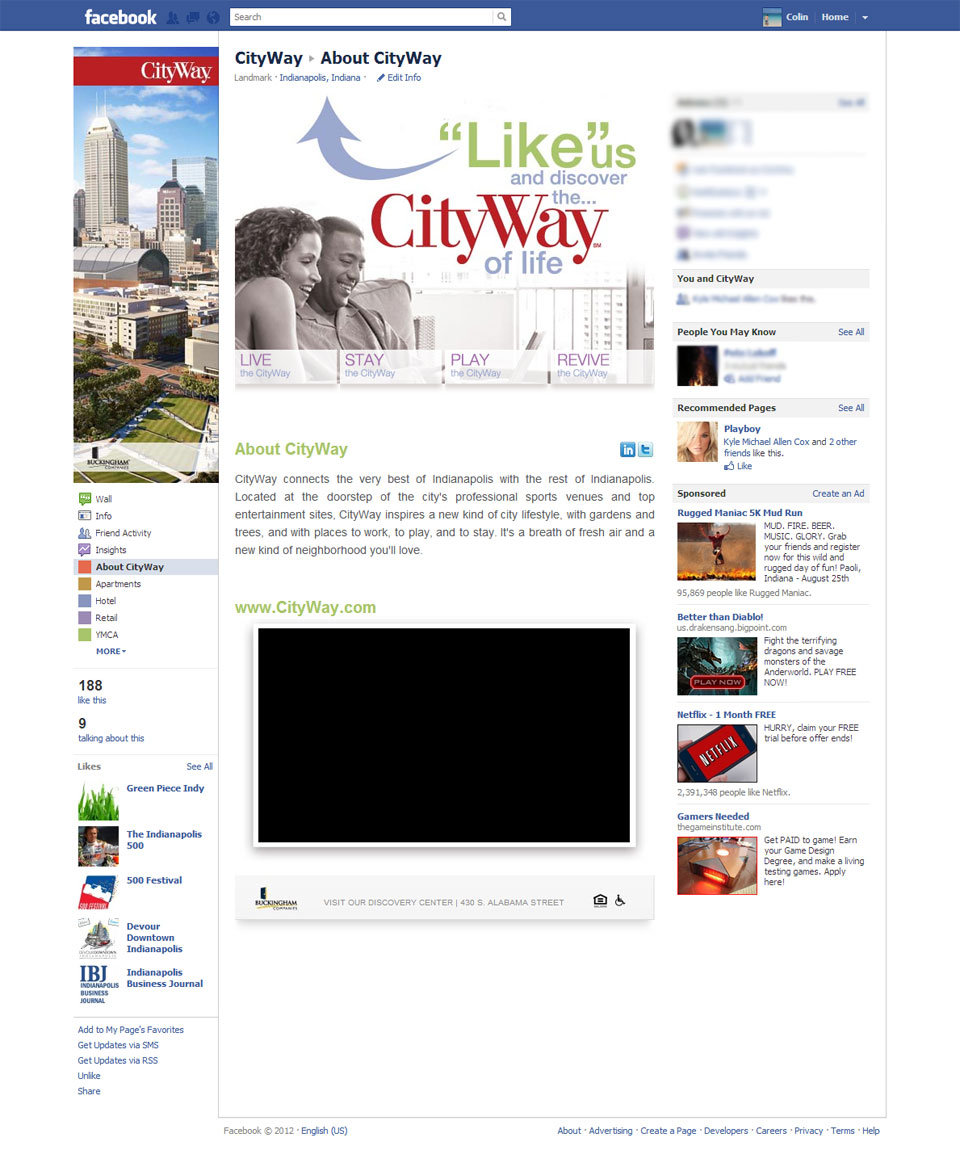 facebook
Search
Colin
Home
CityWay
BUCKINGHAM
COMPANIES
Wall
Info
Friend Activity
Insights
About CityWay
Apartments
Hotel
Retail
YMCA
MORE
188
like this
9
talking about this
Likes
See All
Green Piece Indy
The Indianapolis
500
500 Festival
500 FESTIVAL
Devour
Downtown
Indianapolis
DEVOUR DOWNTOWN
INDIANAPOLIS
IBJ
INDIANAPOLIS
BUSINESS
JOURNAL
Indianapolis
Business Journal
Add to My Page's Favorites
Get Updates via SMS
Get Updates via RSS
Unlike
Share
CityWay ▸ About CityWay
Landmark · Indianapolis, Indiana · Edit Info
“Like” us
and discover
the...
CityWay℠
of life
LIVE
the CityWay
STAY
the CityWay
PLAY
the CityWay
REVIVE
the CityWay
About CityWay
in t
CityWay connects the very best of Indianapolis with the rest of Indianapolis.
Located at the doorstep of the city's professional sports venues and top
entertainment sites, CityWay inspires a new kind of city lifestyle, with gardens and
trees, and with places to work, to play, and to stay. It's a breath of fresh air and a
new kind of neighborhood you'll love.
www.CityWay.com
BUCKINGHAM
COMPANIES
VISIT OUR DISCOVERY CENTER | 430 S. ALABAMA STREET
See All
You and CityWay
Kyle Michael Allen Cox likes this.
People You May Know
See All
Add Friend
Recommended Pages
See All
Playboy
Kyle Michael Allen Cox and 2 other
friends like this.
Like
Sponsored
Create an Ad
Rugged Maniac 5K Mud Run
MUD. FIRE. BEER.
MUSIC. GLORY. Grab
your friends and register
now for this wild and
rugged day of fun! Paoli,
Indiana - August 25th
95,869 people like Rugged Maniac.
Better than Diablo!
us.drakensang.bigpoint.com
PLAY NOW
Fight the terrifying
dragons and savage
monsters of the
Anderworld. PLAY FREE
NOW!
Netflix - 1 Month FREE
NETFLIX
HURRY, claim your FREE
trial before offer ends!
2,391,348 people like Netflix.
Gamers Needed
thegameinstitute.com
Get PAID to game! Earn
your Game Design
Degree, and make a living
testing games. Apply
here!
Facebook © 2012 · English (US)
About · Advertising · Create a Page · Developers · Careers · Privacy · Terms · Help